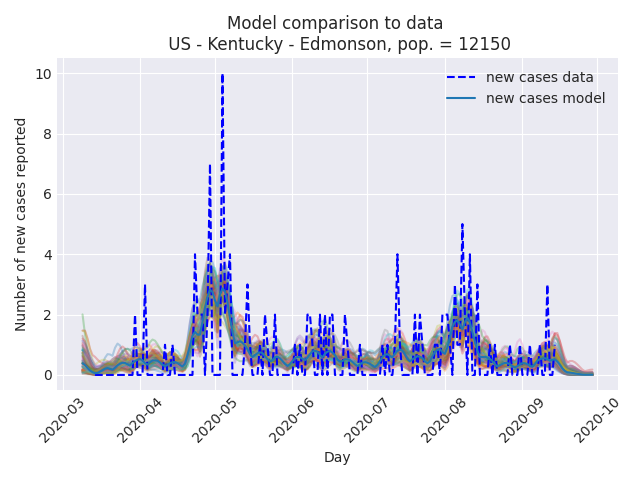 Model comparison to data
US - Kentucky - Edmonson, pop. = 12150
new cases data
new cases model
Number of new cases reported
10
8
6
4
2
0
2020-03
2020-04
2020-05
2020-06
2020-07
2020-08
2020-09
2020-10
Day